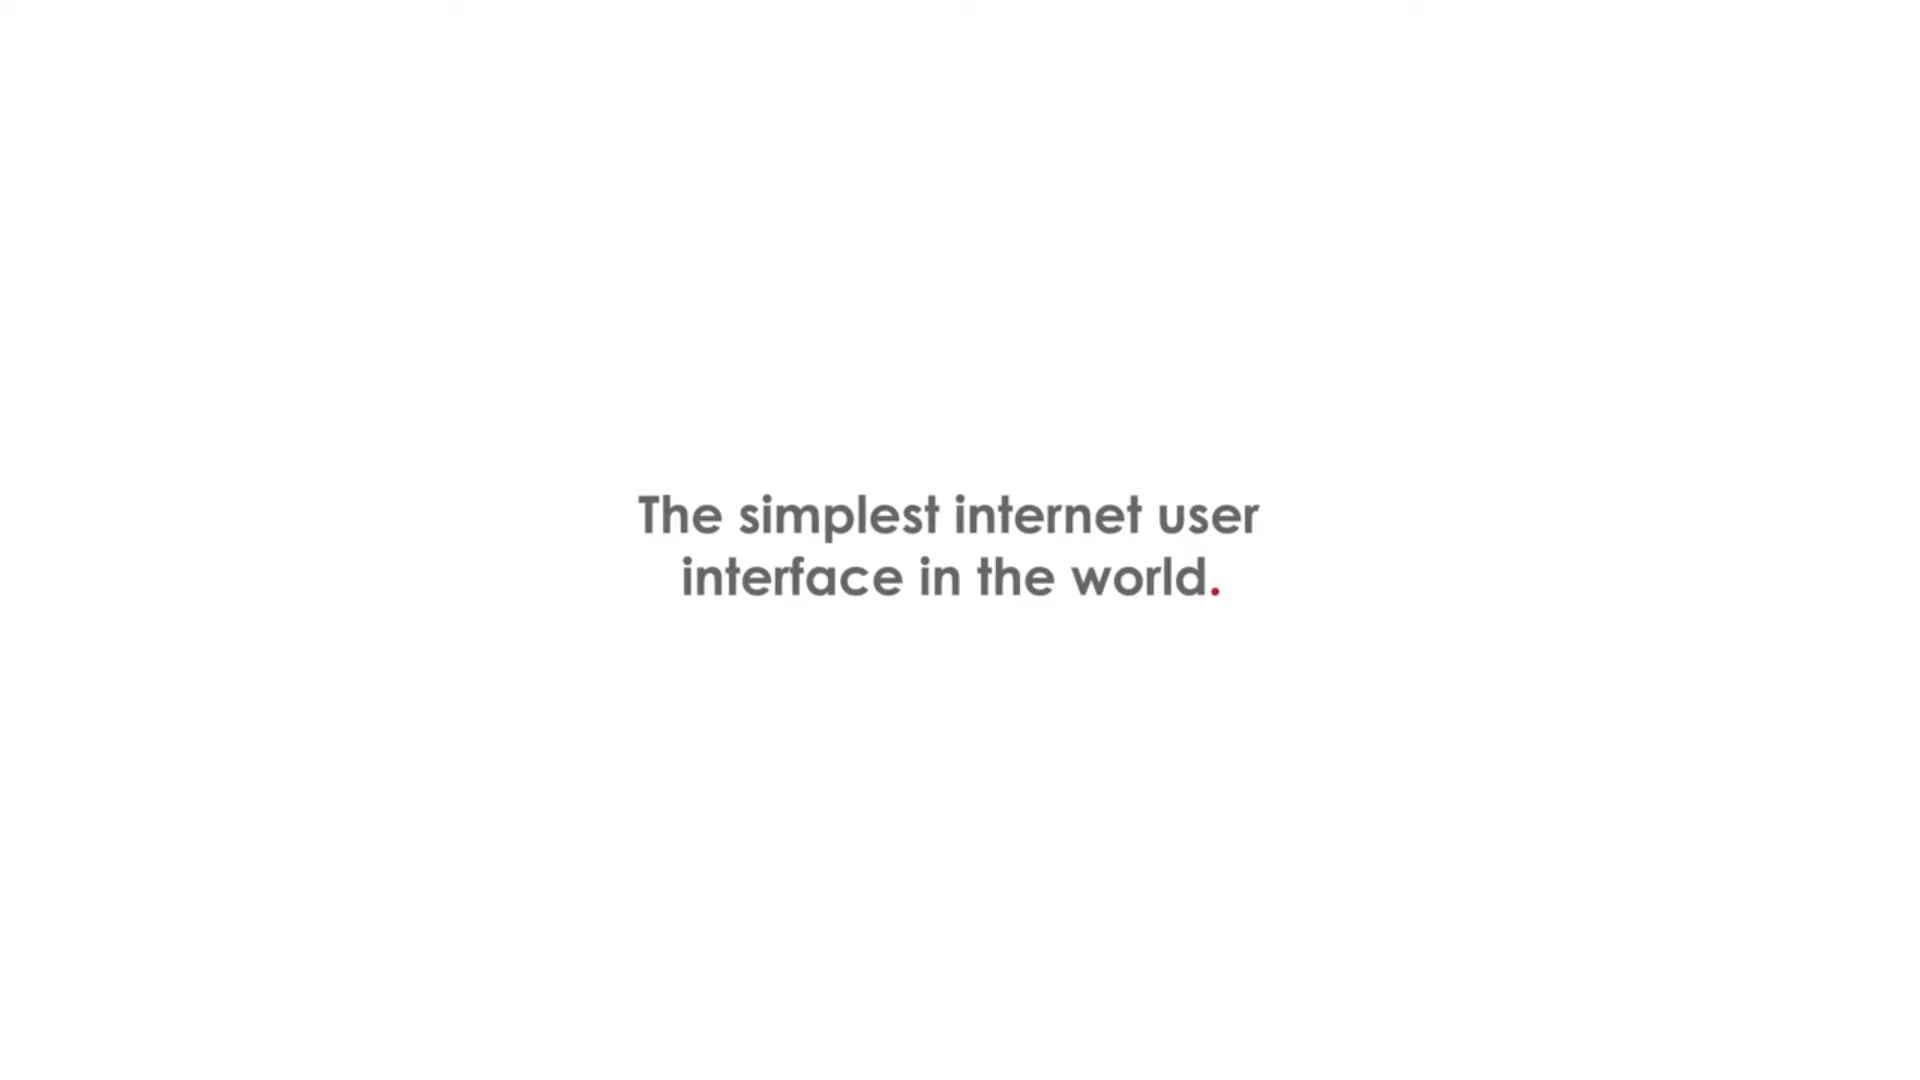 The simplest internet user
interface in the world.